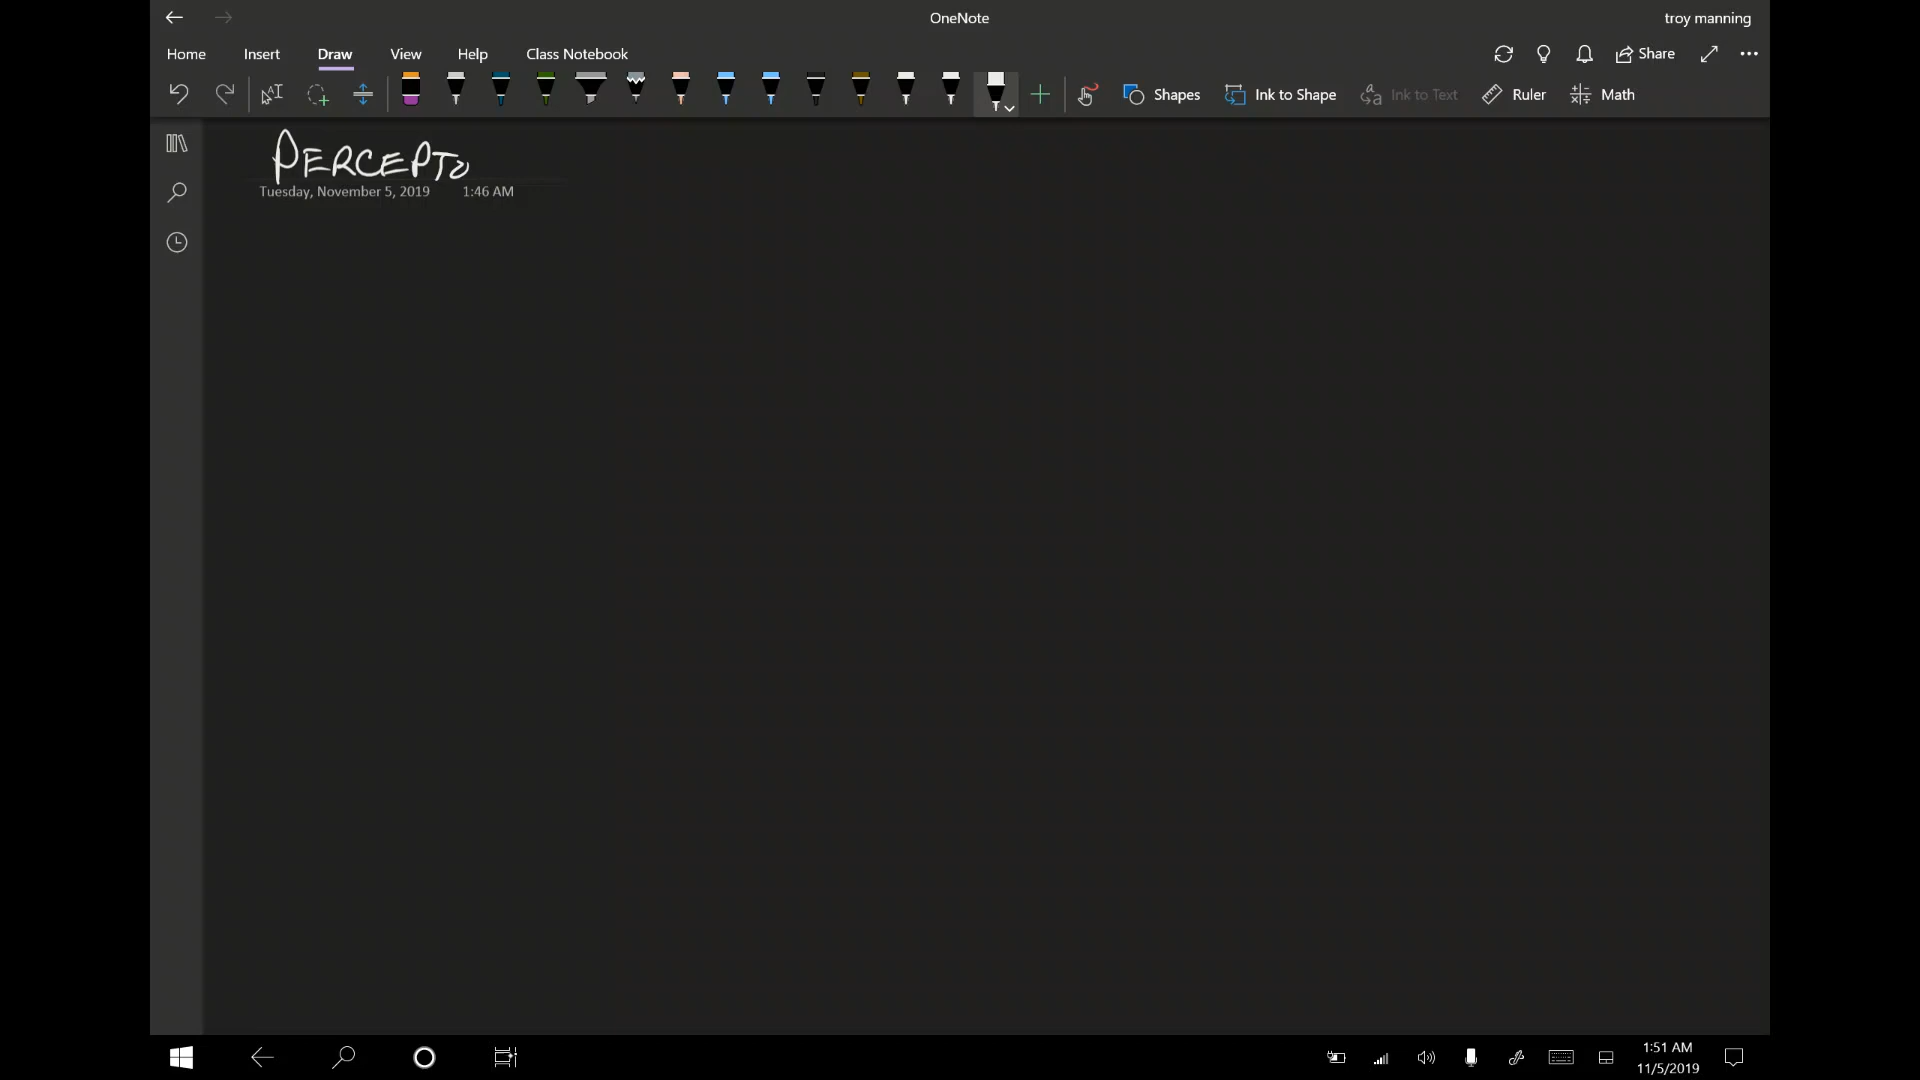 OneNote
troy manning
Home Insert Draw View Help Class Notebook
Share
Shapes Ink to Shape Ink to Text Ruler Math
PERCEPTO
Tuesday, November 5, 2019 1:46 AM
1:51 AM
11/5/2019